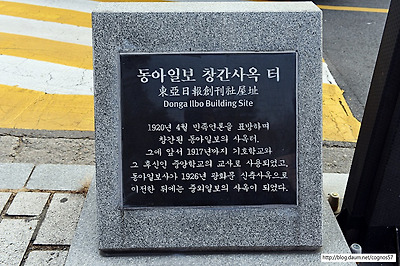 동아일보 창간사옥 터
東亞日報創刊社屋址
Donga Ilbo Building Site
1920년 4월 민족언론을 표방하며
창간된 동아일보의 사옥터.
그에 앞서 1917년까지 기호학교와
그 후신인 중앙학교의 교사로 사용되었고,
동아일보사가 1926년 광화문 신축사옥으로
이전한 뒤에는 중외일보의 사옥이 되었다.
http://blog.daum.net/cognos57